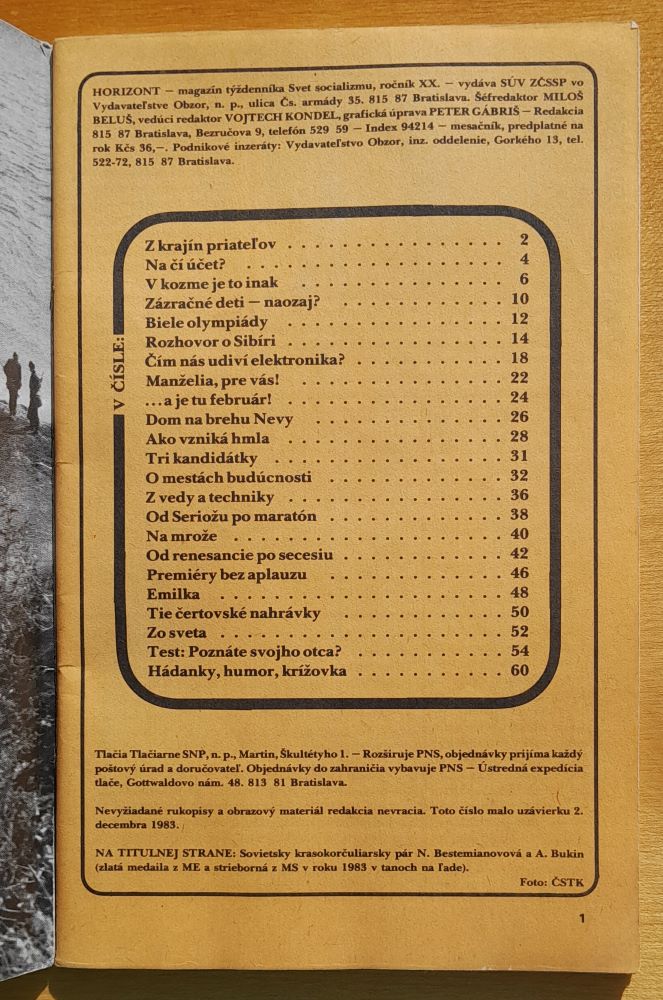 HORIZONT — magazín týždenníka Svet socializmu, ročník XX. — vydáva SÚV ZČSSP vo
Vydavateľstve Obzor, n. p., ulica Čs. armády 35. 815 87 Bratislava. Šéfredaktor MILOŠ
BELUŠ, vedúci redaktor VOJTECH KONDEL, grafická úprava PETER GÁBRIŠ — Redakcia
815 87 Bratislava, Bezručova 9, telefón 529 59 — Index 94214 — mesačník, predplatné na
rok Kčs 36,–. Podnikové inzeráty: Vydavateľstvo Obzor, inz. oddelenie, Gorkého 13, tel.
522-72, 815 87 Bratislava.
V ČÍSLE:
Z krajín priateľov . . . . . . . . . . . . . . . . 2
Na čí účet? . . . . . . . . . . . . . . . . . . . 4
V kozme je to inak . . . . . . . . . . . . . . . 6
Zázračné deti — naozaj? . . . . . . . . . . . . 10
Biele olympiády . . . . . . . . . . . . . . . . 12
Rozhovor o Sibíri . . . . . . . . . . . . . . . 14
Čím nás udiví elektronika? . . . . . . . . . . . 18
Manželia, pre vás! . . . . . . . . . . . . . . . 22
...a je tu február! . . . . . . . . . . . . . . . 24
Dom na brehu Nevy . . . . . . . . . . . . . . 26
Ako vzniká hmla . . . . . . . . . . . . . . . . 28
Tri kandidátky . . . . . . . . . . . . . . . . . 31
O mestách budúcnosti . . . . . . . . . . . . . 32
Z vedy a techniky . . . . . . . . . . . . . . . 36
Od Seriožu po maratón . . . . . . . . . . . . . 38
Na mrože . . . . . . . . . . . . . . . . . . . 40
Od renesancie po secesiu . . . . . . . . . . . . 42
Premiéry bez aplauzu . . . . . . . . . . . . . 46
Emilka . . . . . . . . . . . . . . . . . . . . 48
Tie čertovské nahrávky . . . . . . . . . . . . 50
Zo sveta . . . . . . . . . . . . . . . . . . . . 52
Test: Poznáte svojho otca? . . . . . . . . . . . 54
Hádanky, humor, krížovka . . . . . . . . . . . 60
Tlačia Tlačiarne SNP, n. p., Martin, Škultétyho 1. — Rozširuje PNS, objednávky prijíma každý
poštový úrad a doručovateľ. Objednávky do zahraničia vybavuje PNS — Ústredná expedícia
tlače, Gottwaldovo nám. 48. 813 81 Bratislava.
Nevyžiadané rukopisy a obrazový materiál redakcia nevracia. Toto číslo malo uzávierku 2.
decembra 1983.
NA TITULNEJ STRANE: Sovietsky krasokorčuliarsky pár N. Bestemianovová a A. Bukin
(zlatá medaila z ME a strieborná z MS v roku 1983 v tanoch na ľade).
Foto: ČSTK
1